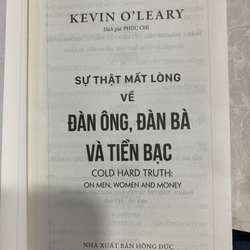 KEVIN O'LEARY
Dịch giả: PHÚC CHI
SỰ THẬT MẤT LÒNG
VỀ
ĐÀN ÔNG, ĐÀN BÀ
VÀ TIỀN BẠC
COLD HARD TRUTH:
ON MEN, WOMEN AND MONEY
NHÀ XUẤT BẢN HỒNG ĐỨC